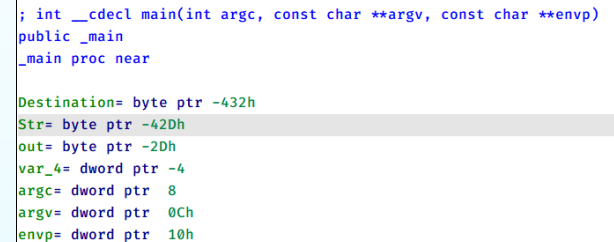 ; int __cdecl main(int argc, const char **argv, const char **envp)
public _main
_main proc near
Destination= byte ptr -432h
Str= byte ptr -42Dh
out= byte ptr -2Dh
var_4= dword ptr -4
argc= dword ptr  8
argv= dword ptr  0Ch
envp= dword ptr  10h